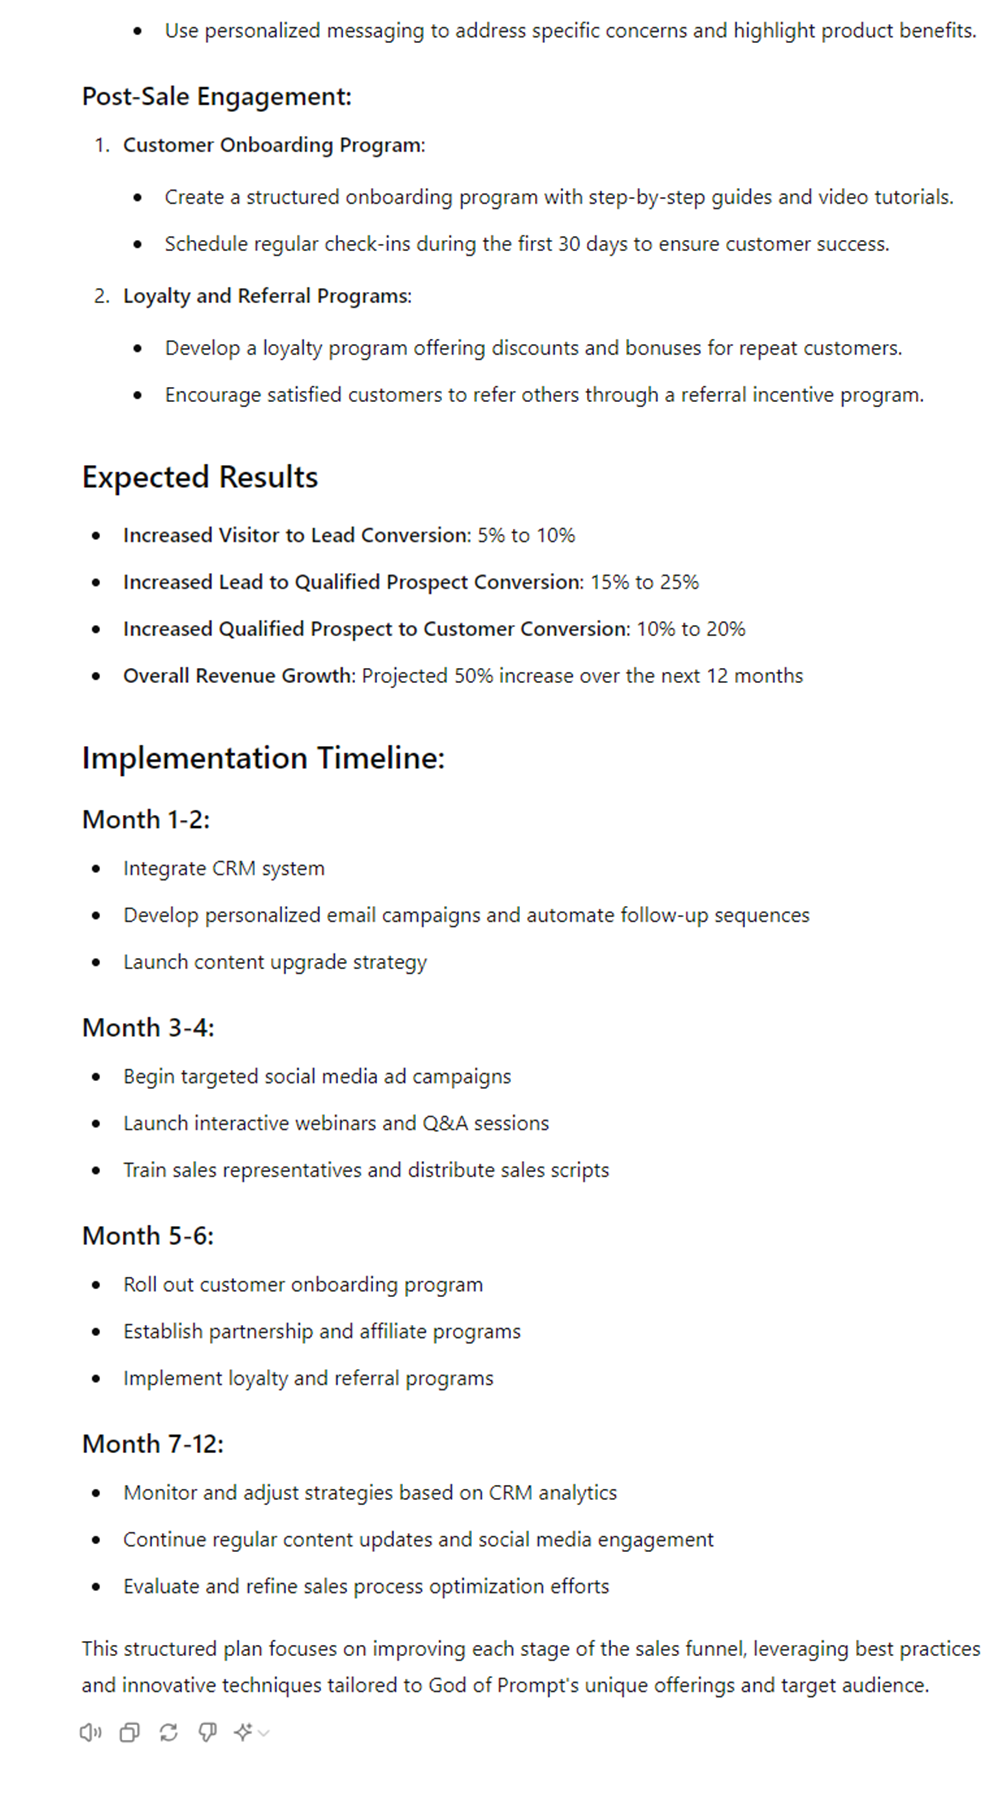 • Use personalized messaging to address specific concerns and highlight product benefits.
Post-Sale Engagement:
1. Customer Onboarding Program:
• Create a structured onboarding program with step-by-step guides and video tutorials.
• Schedule regular check-ins during the first 30 days to ensure customer success.
2. Loyalty and Referral Programs:
• Develop a loyalty program offering discounts and bonuses for repeat customers.
• Encourage satisfied customers to refer others through a referral incentive program.
Expected Results
• Increased Visitor to Lead Conversion: 5% to 10%
• Increased Lead to Qualified Prospect Conversion: 15% to 25%
• Increased Qualified Prospect to Customer Conversion: 10% to 20%
• Overall Revenue Growth: Projected 50% increase over the next 12 months
Implementation Timeline:
Month 1-2:
• Integrate CRM system
• Develop personalized email campaigns and automate follow-up sequences
• Launch content upgrade strategy
Month 3-4:
• Begin targeted social media ad campaigns
• Launch interactive webinars and Q&A sessions
• Train sales representatives and distribute sales scripts
Month 5-6:
• Roll out customer onboarding program
• Establish partnership and affiliate programs
• Implement loyalty and referral programs
Month 7-12:
• Monitor and adjust strategies based on CRM analytics
• Continue regular content updates and social media engagement
• Evaluate and refine sales process optimization efforts
This structured plan focuses on improving each stage of the sales funnel, leveraging best practices
and innovative techniques tailored to God of Prompt's unique offerings and target audience.